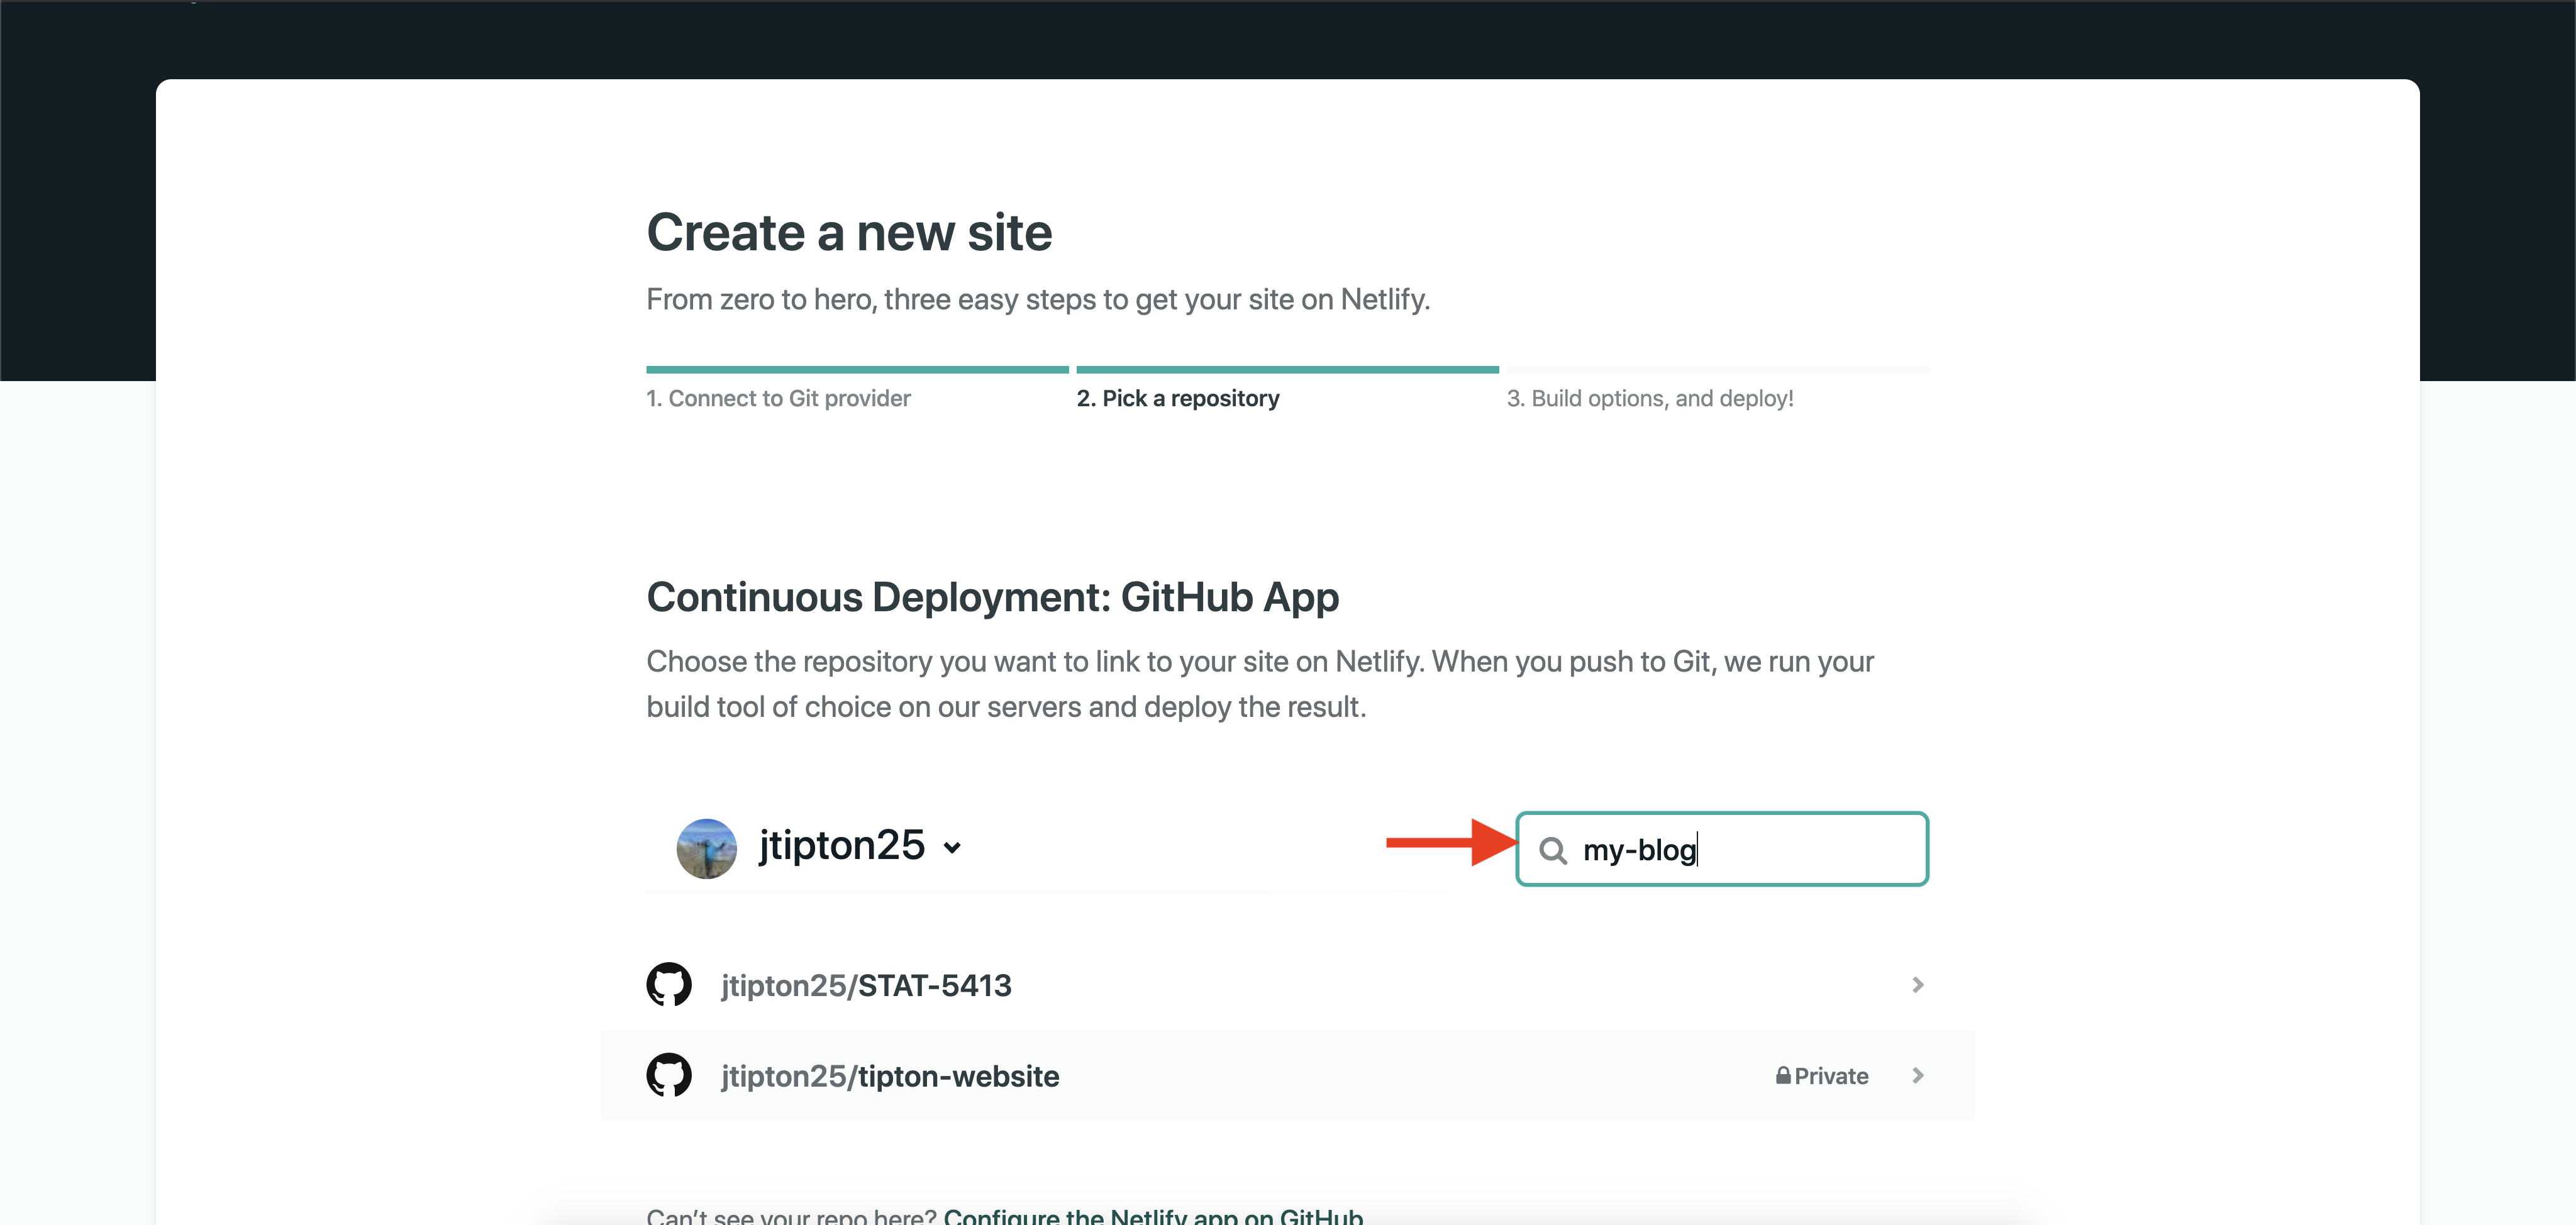 Create a new site
From zero to hero, three easy steps to get your site on Netlify.
1. Connect to Git provider
2. Pick a repository
3. Build options, and deploy!
Continuous Deployment: GitHub App
Choose the repository you want to link to your site on Netlify. When you push to Git, we run your
build tool of choice on our servers and deploy the result.
jtipton25
my-blog
jtipton25/STAT-5413
jtipton25/tipton-website
Private
Can't see your repo here? Configure the Netlify app on GitHub